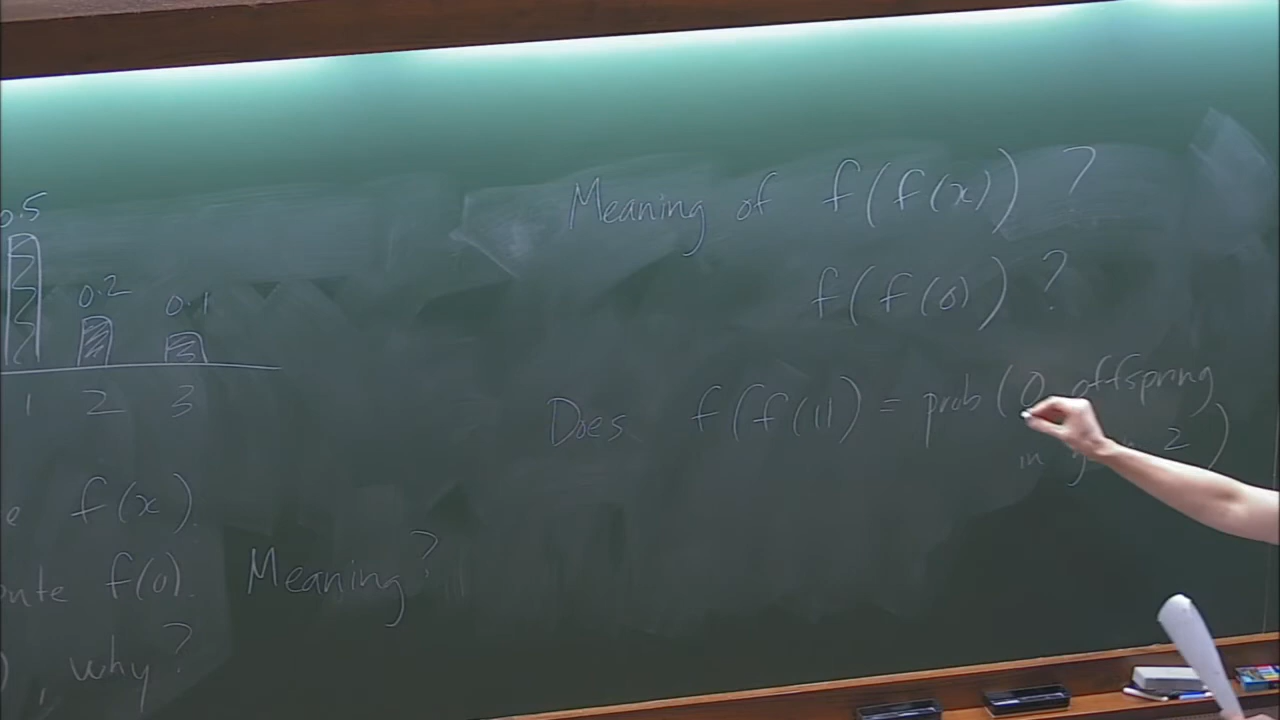 0.5
0.2
0.1
1 2 3
f(x).
f(0). Meaning?
), why?
Meaning of f(f(x))?
f(f(0))?
Does f(f(1)) = prob(0 offspring
in 2)